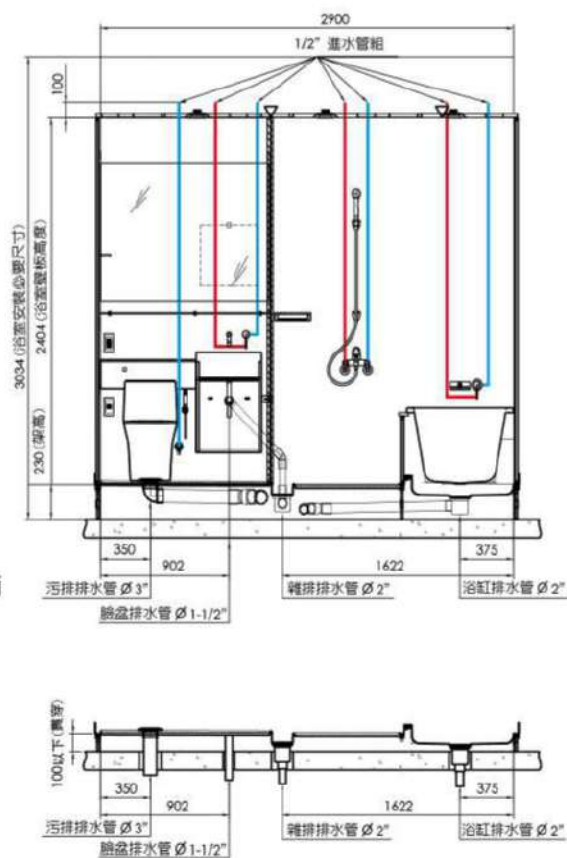 2900
1/2” 進水管組
100
3034 (浴室安裝必要尺寸)
2404 (浴室壁板高度)
230 (架高)
350
902
1622
375
污排排水管 Ø 3”
雜排排水管 Ø 2”
浴缸排水管 Ø 2”
臉盆排水管 Ø 1-1/2”
100以下 (貫穿)
350
902
1622
375
污排排水管 Ø 3”
雜排排水管 Ø 2”
浴缸排水管 Ø 2”
臉盆排水管 Ø 1-1/2”